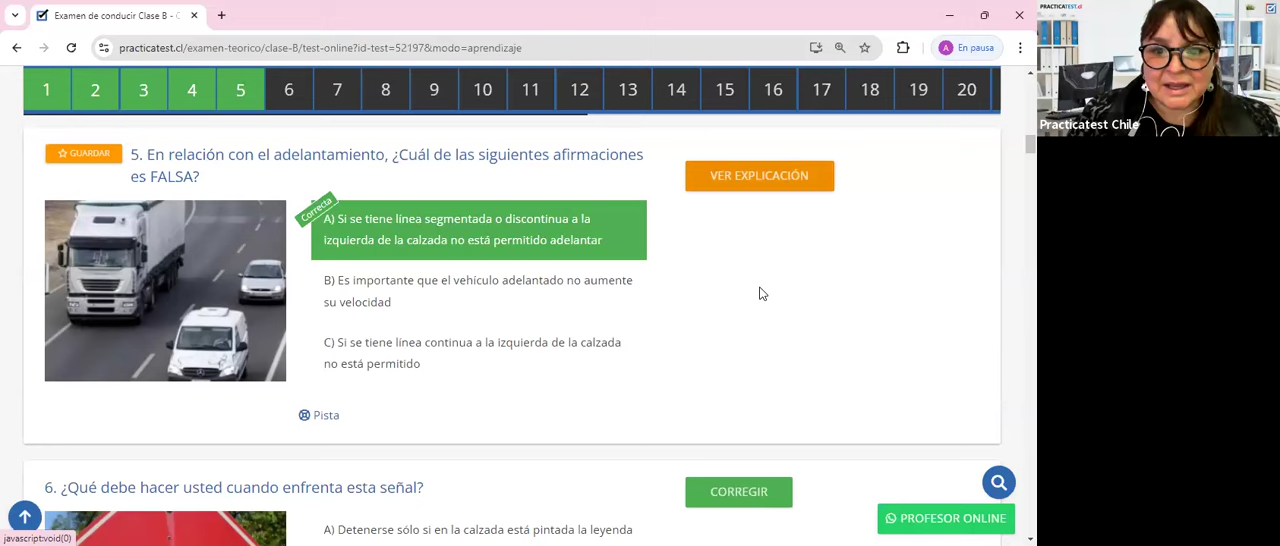 Examen de conducir Clase B - C
practicatest.cl/examen-teorico/clase-B/test-online?id-test=52197&modo=aprendizaje
A En pausa
1 2 3 4 5 6 7 8 9 10 11 12 13 14 15 16 17 18 19 20
GUARDAR
5. En relación con el adelantamiento, ¿Cuál de las siguientes afirmaciones
es FALSA?
VER EXPLICACIÓN
Correcta
A) Si se tiene línea segmentada o discontinua a la
izquierda de la calzada no está permitido adelantar
B) Es importante que el vehículo adelantado no aumente
su velocidad
C) Si se tiene línea continua a la izquierda de la calzada
no está permitido
Pista
6. ¿Qué debe hacer usted cuando enfrenta esta señal?
CORREGIR
A) Detenerse sólo si en la calzada está pintada la leyenda
PROFESOR ONLINE
javascript:void(0)
PRACTICATEST.cl
Practicatest Chile